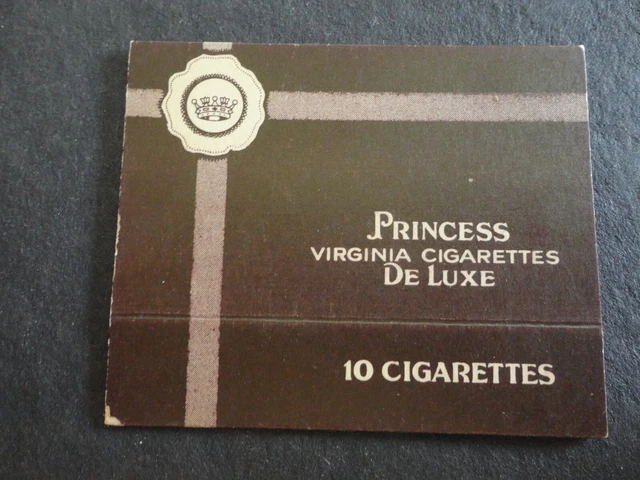 PRINCESS
VIRGINIA CIGARETTES
DE LUXE
10 CIGARETTES